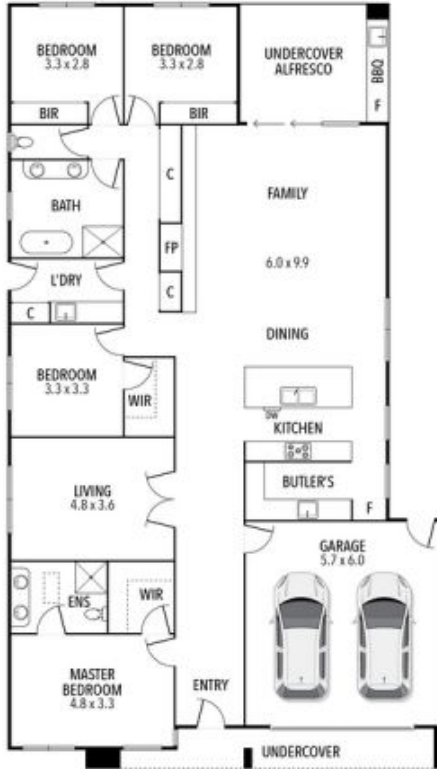 BEDROOM
3.3 x 2.8
BEDROOM
3.3 x 2.8
UNDERCOVER
ALFRESCO
BBQ
F
BIR
BIR
C
BATH
FAMILY
FP
6.0 x 9.9
L'DRY
C
C
DINING
BEDROOM
3.3 x 3.3
WIR
DW
KITCHEN
LIVING
4.8 x 3.6
BUTLER'S
F
GARAGE
5.7 x 6.0
ENS
WIR
MASTER
BEDROOM
4.8 x 3.3
ENTRY
UNDERCOVER